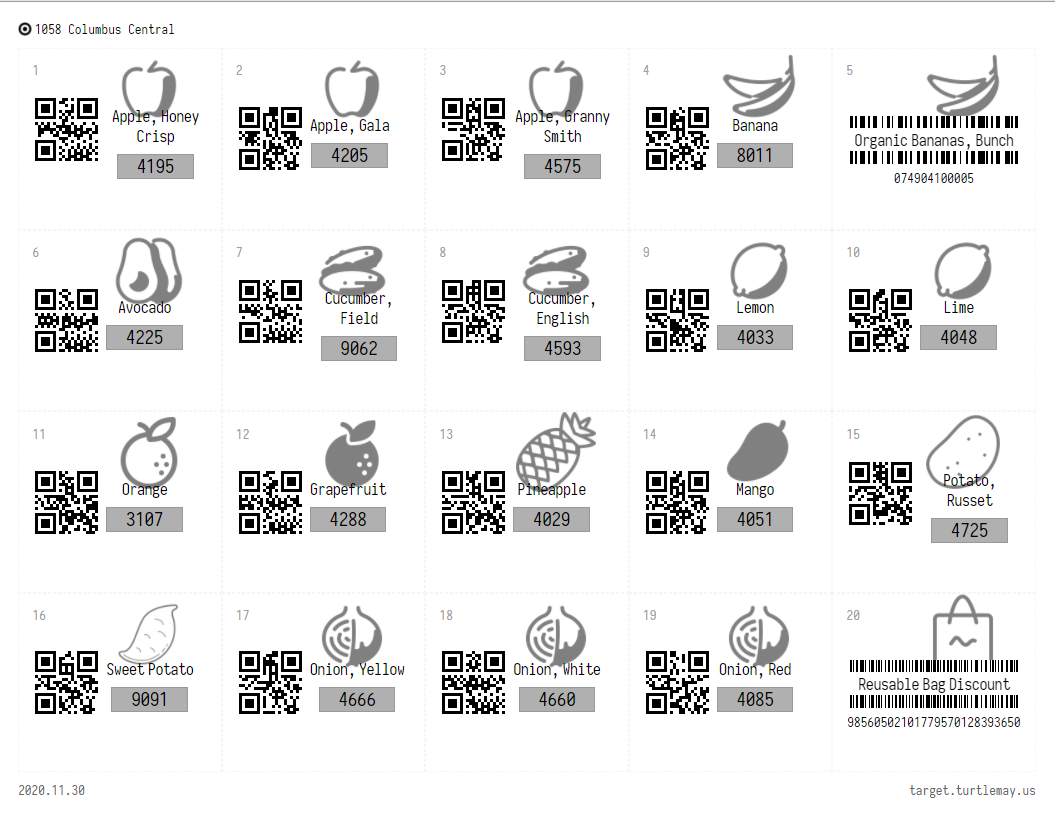 1058 Columbus Central
1
Apple, Honey
Crisp
4195
2
Apple, Gala
4205
3
Apple, Granny
Smith
4575
4
Banana
8011
5
Organic Bananas, Bunch
074904100005
6
Avocado
4225
7
Cucumber,
Field
9062
8
Cucumber,
English
4593
9
Lemon
4033
10
Lime
4048
11
Orange
3107
12
Grapefruit
4288
13
Pineapple
4029
14
Mango
4051
15
Potato,
Russet
4725
16
Sweet Potato
9091
17
Onion, Yellow
4666
18
Onion, White
4660
19
Onion, Red
4085
20
Reusable Bag Discount
98560502101779570128393650
2020.11.30
target.turtlemay.us